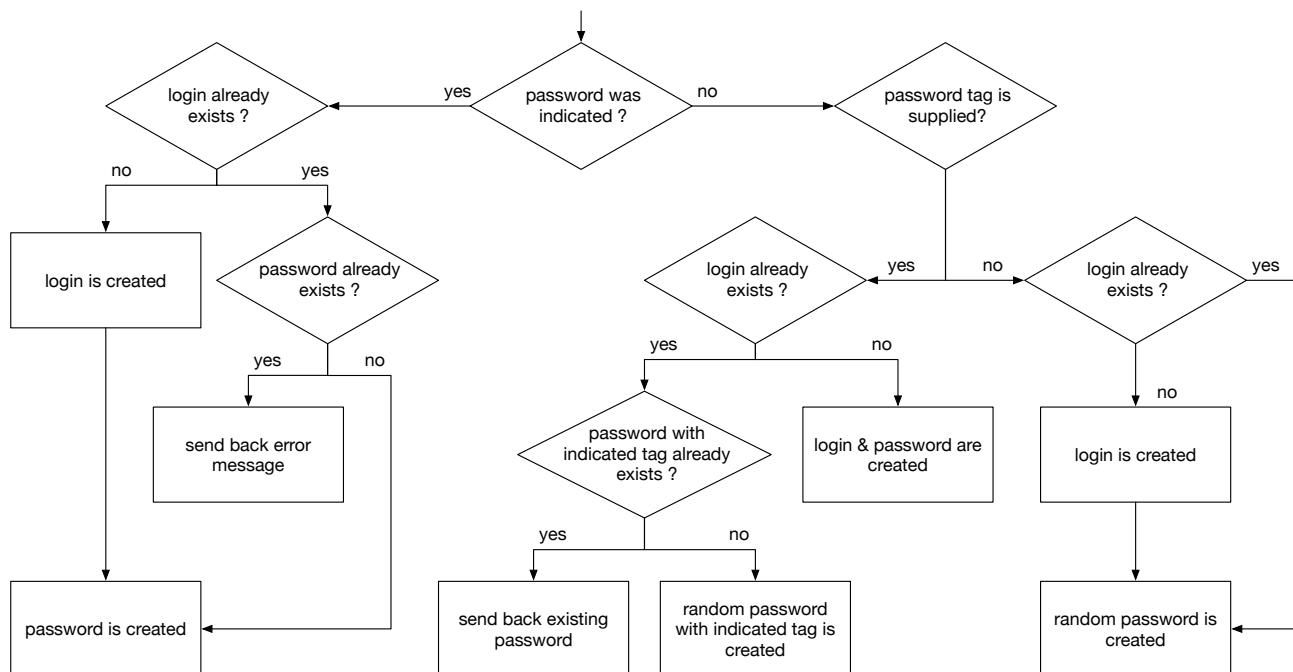 login already
exists ?
yes
password was
indicated ?
no
password tag is
supplied?
no
yes
login is created
password already
exists ?
login already
exists ?
yes
no
login already
exists ?
yes
yes
no
send back error
message
yes
no
password with
indicated tag already
exists ?
login & password are
created
no
login is created
yes
no
password is created
send back existing
password
random password
with indicated tag is
created
random password is
created